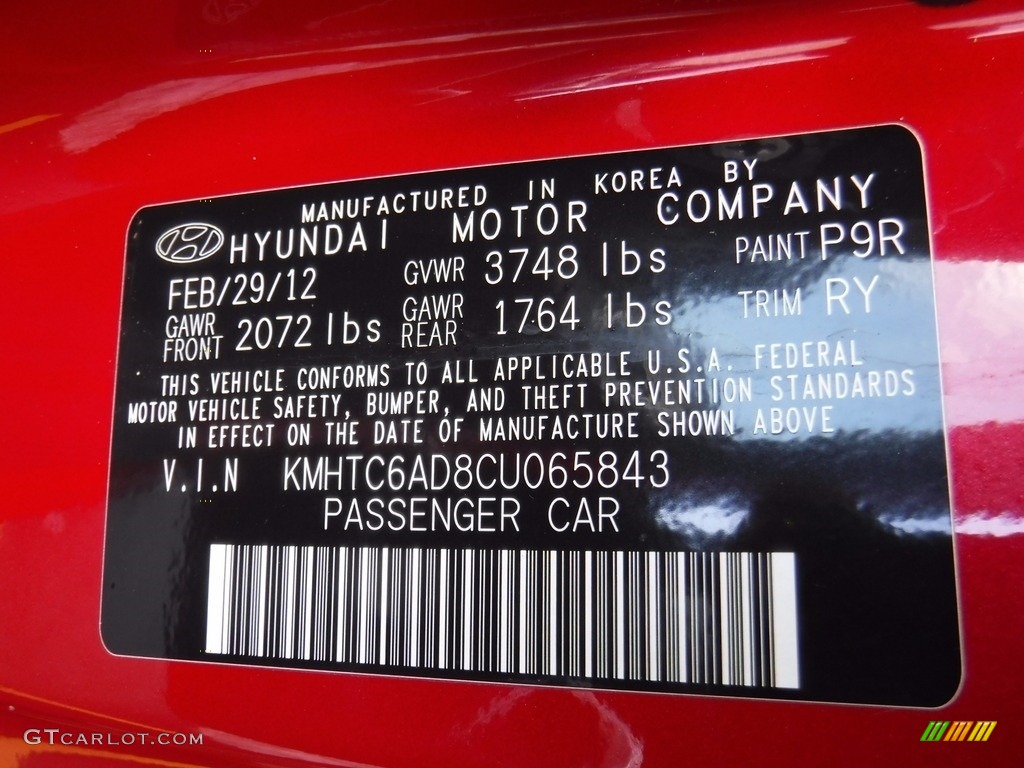 MANUFACTURED IN KOREA BY
HYUNDAI MOTOR COMPANY
FEB/29/12 GVWR 3748 lbs PAINT P9R
GAWR FRONT 2072 lbs GAWR REAR 1764 lbs TRIM RY
THIS VEHICLE CONFORMS TO ALL APPLICABLE U.S.A. FEDERAL
MOTOR VEHICLE SAFETY, BUMPER, AND THEFT PREVENTION STANDARDS
IN EFFECT ON THE DATE OF MANUFACTURE SHOWN ABOVE
V.I.N KMHTC6AD8CU065843
PASSENGER CAR
GTCARLOT.COM